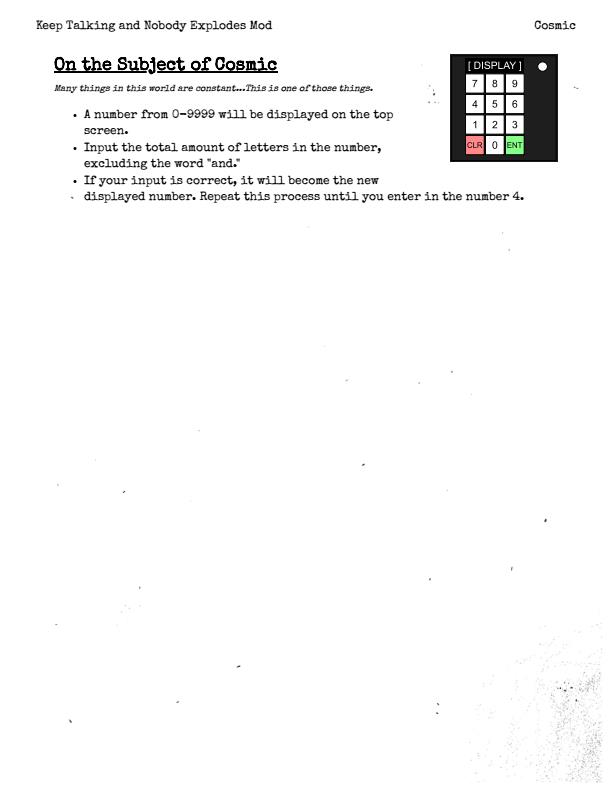 Keep Talking and Nobody Explodes Mod
Cosmic
On the Subject of Cosmic
Many things in this world are constant...This is one of those things.
[ DISPLAY ]
7 8 9
4 5 6
1 2 3
CLR 0 ENT
• A number from 0-9999 will be displayed on the top
screen.
• Input the total amount of letters in the number,
excluding the word "and."
• If your input is correct, it will become the new
displayed number. Repeat this process until you enter in the number 4.